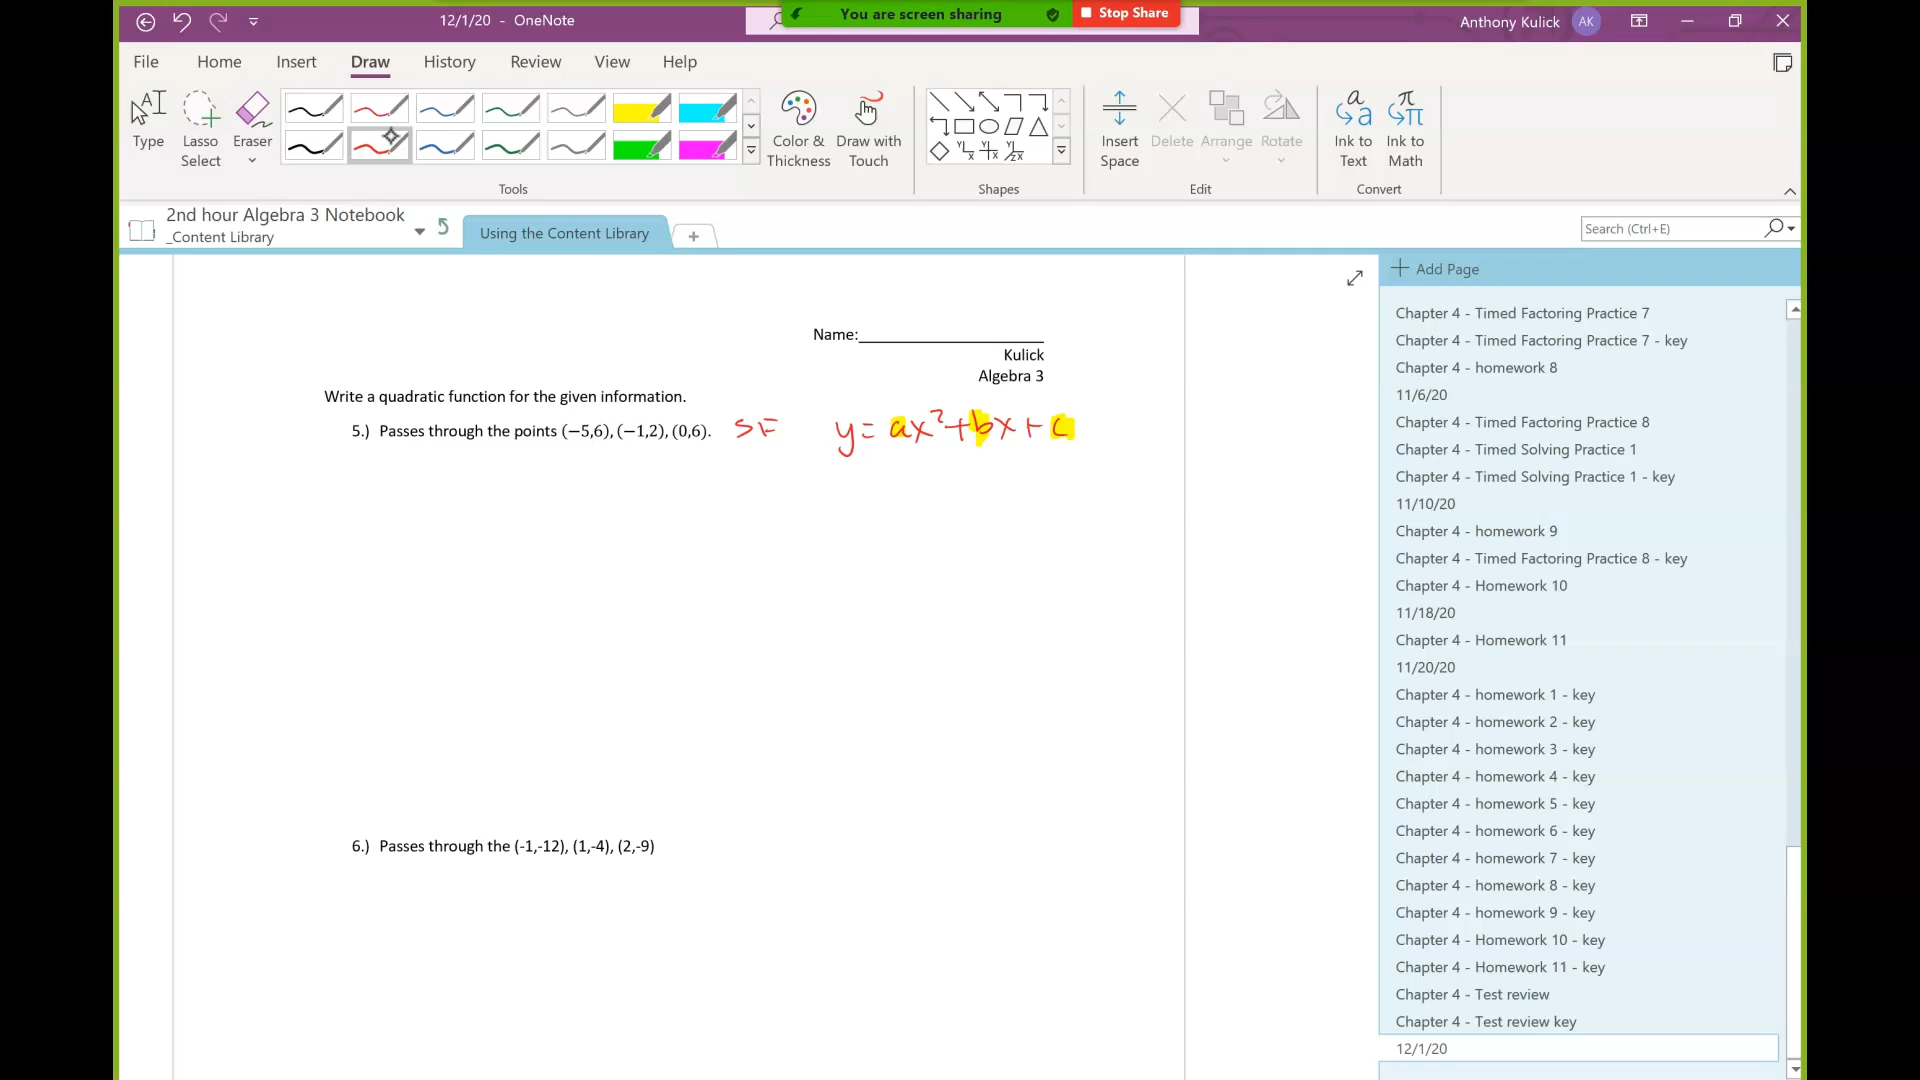 12/1/20 - OneNote
You are screen sharing
Stop Share
Anthony Kulick
AK
File Home Insert Draw History Review View Help
Type
Lasso Select
Eraser
Color & Thickness
Draw with Touch
Insert Space
Delete
Arrange
Rotate
Ink to Text
Ink to Math
Tools
Shapes
Edit
Convert
2nd hour Algebra 3 Notebook
_Content Library
Using the Content Library
Search (Ctrl+E)
Name:______________________
Kulick
Algebra 3
Write a quadratic function for the given information.
5.) Passes through the points (−5,6), (−1,2), (0,6). SF y = ax²+bx+c
6.) Passes through the (-1,-12), (1,-4), (2,-9)
Add Page
Chapter 4 - Timed Factoring Practice 7
Chapter 4 - Timed Factoring Practice 7 - key
Chapter 4 - homework 8
11/6/20
Chapter 4 - Timed Factoring Practice 8
Chapter 4 - Timed Solving Practice 1
Chapter 4 - Timed Solving Practice 1 - key
11/10/20
Chapter 4 - homework 9
Chapter 4 - Timed Factoring Practice 8 - key
Chapter 4 - Homework 10
11/18/20
Chapter 4 - Homework 11
11/20/20
Chapter 4 - homework 1 - key
Chapter 4 - homework 2 - key
Chapter 4 - homework 3 - key
Chapter 4 - homework 4 - key
Chapter 4 - homework 5 - key
Chapter 4 - homework 6 - key
Chapter 4 - homework 7 - key
Chapter 4 - homework 8 - key
Chapter 4 - homework 9 - key
Chapter 4 - Homework 10 - key
Chapter 4 - Homework 11 - key
Chapter 4 - Test review
Chapter 4 - Test review key
12/1/20